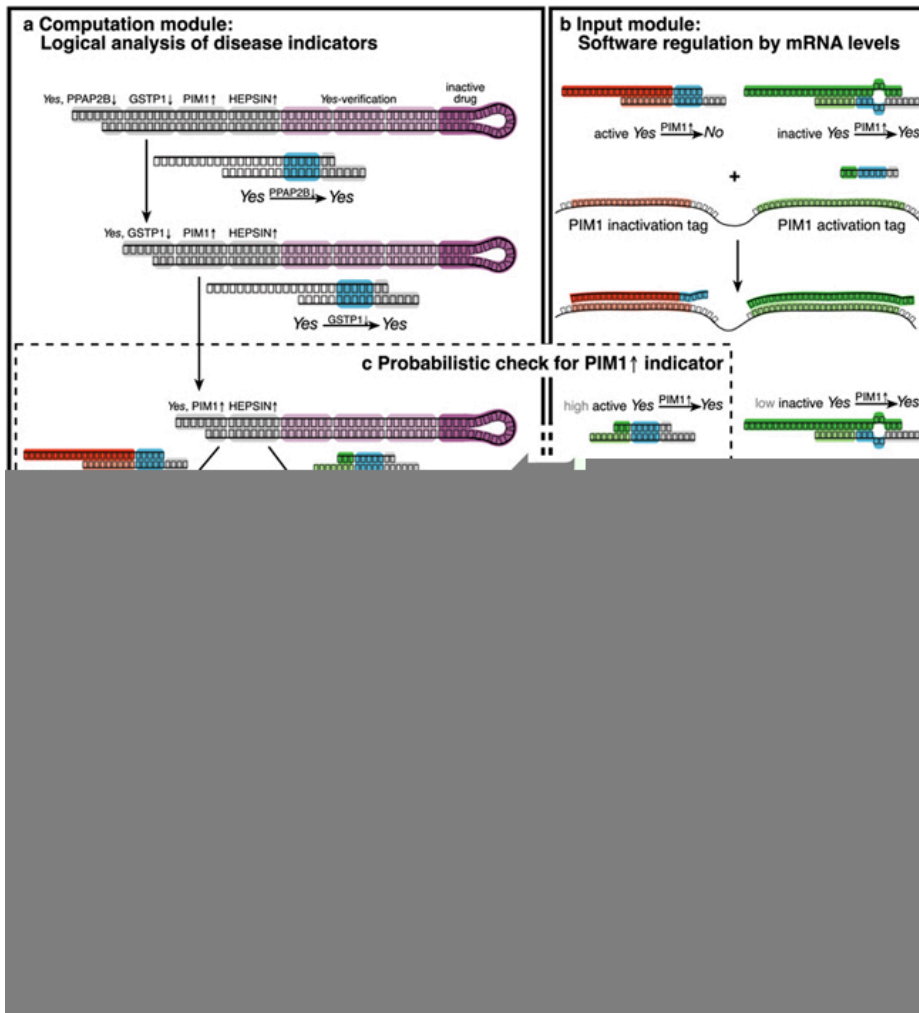 a Computation module:
Logical analysis of disease indicators
Yes, PPAP2B↓ GSTP1↓ PIM1↑ HEPSIN↑ Yes-verification inactive drug
Yes PPAP2B↓ Yes
Yes, GSTP1↓ PIM1↑ HEPSIN↑
Yes GSTP1↓ Yes
b Input module:
Software regulation by mRNA levels
active Yes PIM1↑ No
inactive Yes PIM1↑ Yes
+
PIM1 inactivation tag
PIM1 activation tag
c Probabilistic check for PIM1↑ indicator
Yes, PIM1↑ HEPSIN↑
high active Yes PIM1↑ Yes
low inactive Yes PIM1↑ Yes